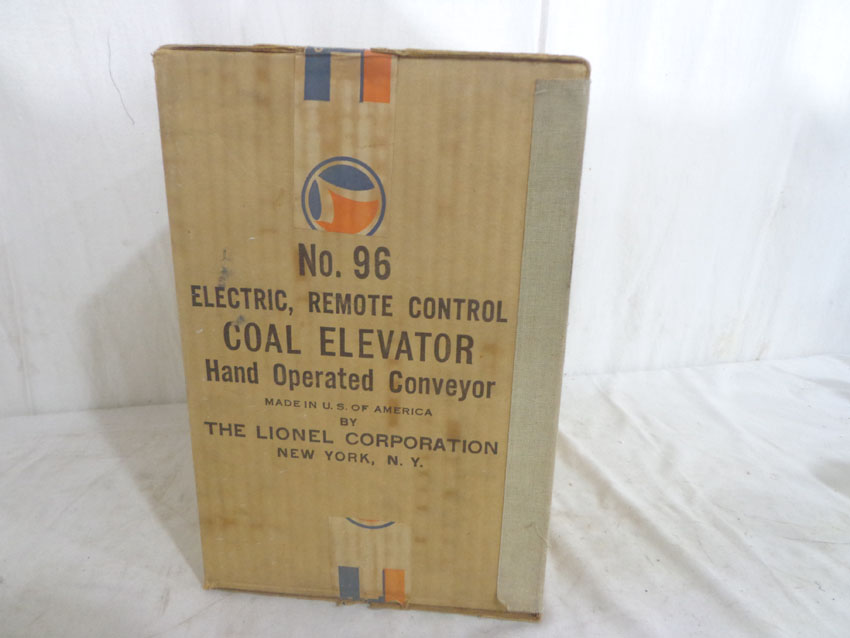 No. 96
ELECTRIC, REMOTE CONTROL
COAL ELEVATOR
Hand Operated Conveyor
MADE IN U. S. OF AMERICA
BY
THE LIONEL CORPORATION
NEW YORK, N. Y.